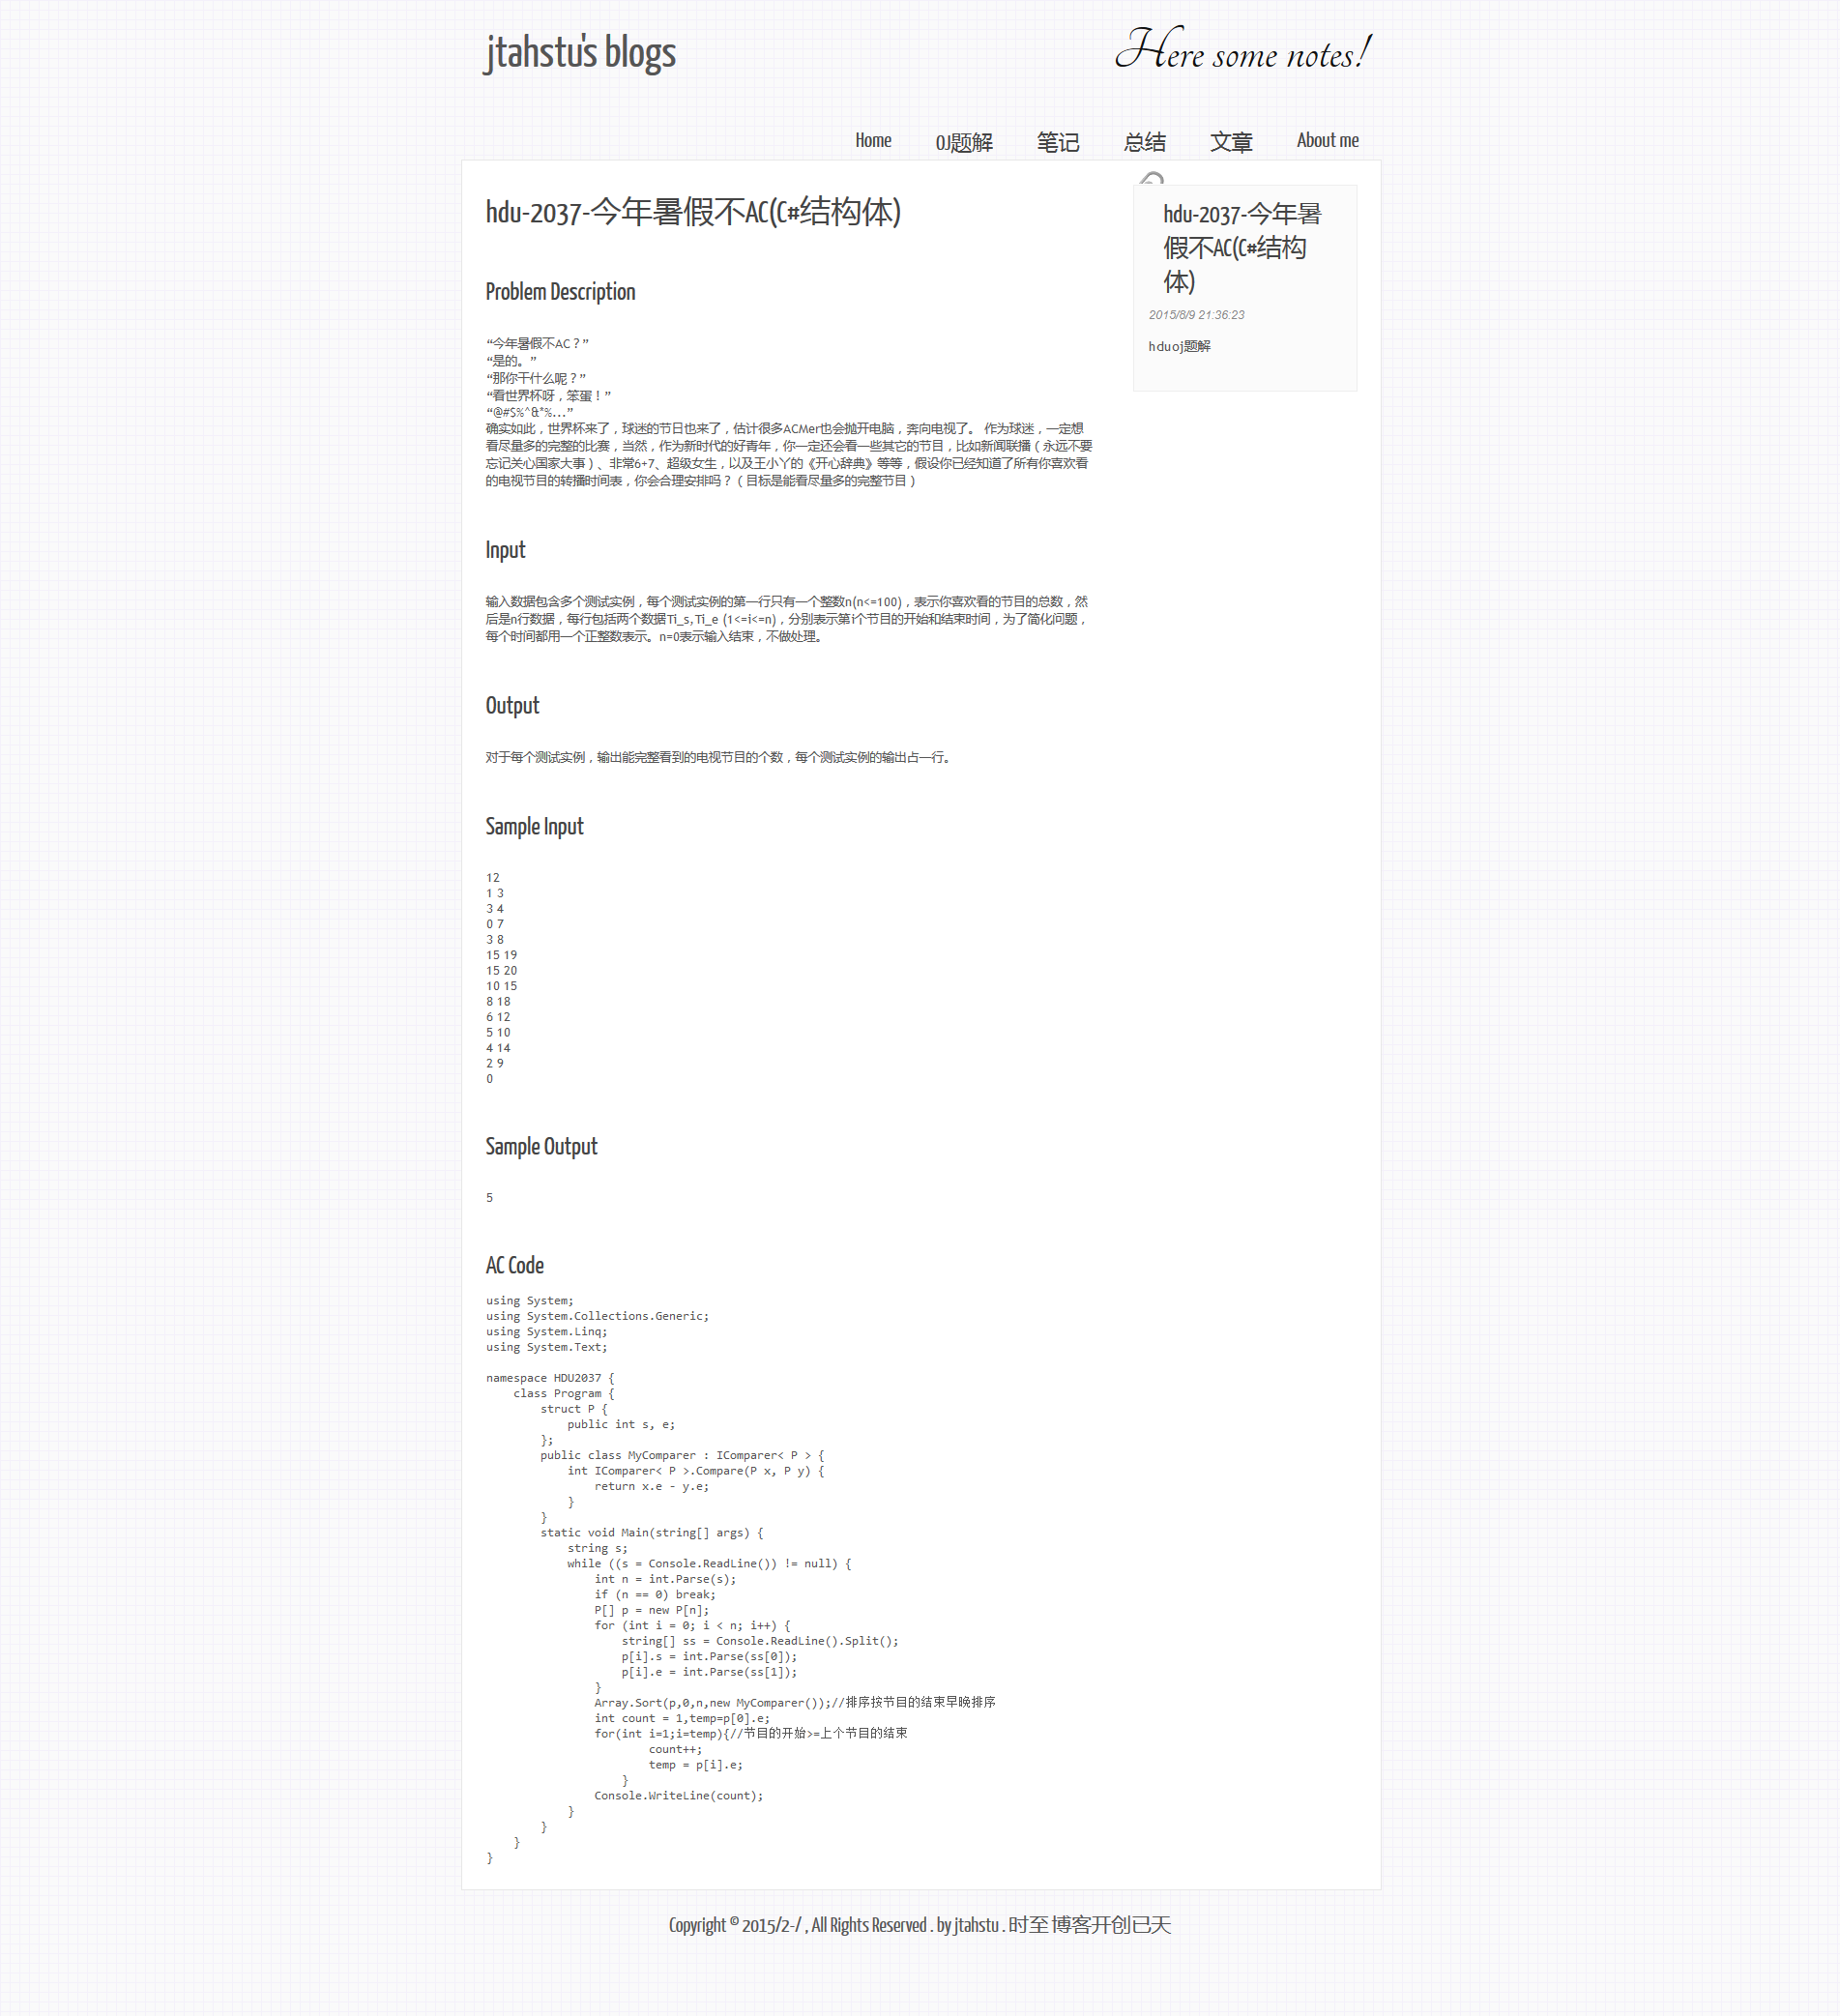 jtahstu's blogs
Here some notes!
Home OJ题解 笔记 总结 文章 About me
hdu-2037-今年暑假不AC(C#结构体)
Problem Description
“今年暑假不AC？”
“是的。”
“那你干什么呢？”
“看世界杯呀，笨蛋！”
“@#$%^&*%...”
确实如此，世界杯来了，球迷的节日也来了，估计很多ACMer也会抛开电脑，奔向电视了。 作为球迷，一定想
看尽量多的完整的比赛，当然，作为新时代的好青年，你一定还会看一些其它的节目，比如新闻联播（永远不要
忘记关心国家大事）、非常6+7、超级女生，以及王小丫的《开心辞典》等等，假设你已经知道了所有你喜欢看
的电视节目的转播时间表，你会合理安排吗？（目标是能看尽量多的完整节目）
Input
输入数据包含多个测试实例，每个测试实例的第一行只有一个整数n(n<=100)，表示你喜欢看的节目的总数，然
后是n行数据，每行包括两个数据Ti_s,Ti_e (1<=i<=n)，分别表示第i个节目的开始和结束时间，为了简化问题，
每个时间都用一个正整数表示。n=0表示输入结束，不做处理。
Output
对于每个测试实例，输出能完整看到的电视节目的个数，每个测试实例的输出占一行。
Sample Input
12
1 3
3 4
0 7
3 8
15 19
15 20
10 15
8 18
6 12
5 10
4 14
2 9
0
Sample Output
5
AC Code
using System;
using System.Collections.Generic;
using System.Linq;
using System.Text;
namespace HDU2037 {
    class Program {
        struct P {
            public int s, e;
        };
        public class MyComparer : IComparer< P > {
            int IComparer< P >.Compare(P x, P y) {
                return x.e - y.e;
            }
        }
        static void Main(string[] args) {
            string s;
            while ((s = Console.ReadLine()) != null) {
                int n = int.Parse(s);
                if (n == 0) break;
                P[] p = new P[n];
                for (int i = 0; i < n; i++) {
                    string[] ss = Console.ReadLine().Split();
                    p[i].s = int.Parse(ss[0]);
                    p[i].e = int.Parse(ss[1]);
                }
                Array.Sort(p,0,n,new MyComparer());//排序按节目的结束早晚排序
                int count = 1,temp=p[0].e;
                for(int i=1;i=temp){//节目的开始>=上个节目的结束
                        count++;
                        temp = p[i].e;
                    }
                Console.WriteLine(count);
            }
        }
    }
}
hdu-2037-今年暑
假不AC(C#结构
体)
2015/8/9 21:36:23
hduoj题解
Copyright © 2015/2-/ , All Rights Reserved . by jtahstu . 时至 博客开创已天